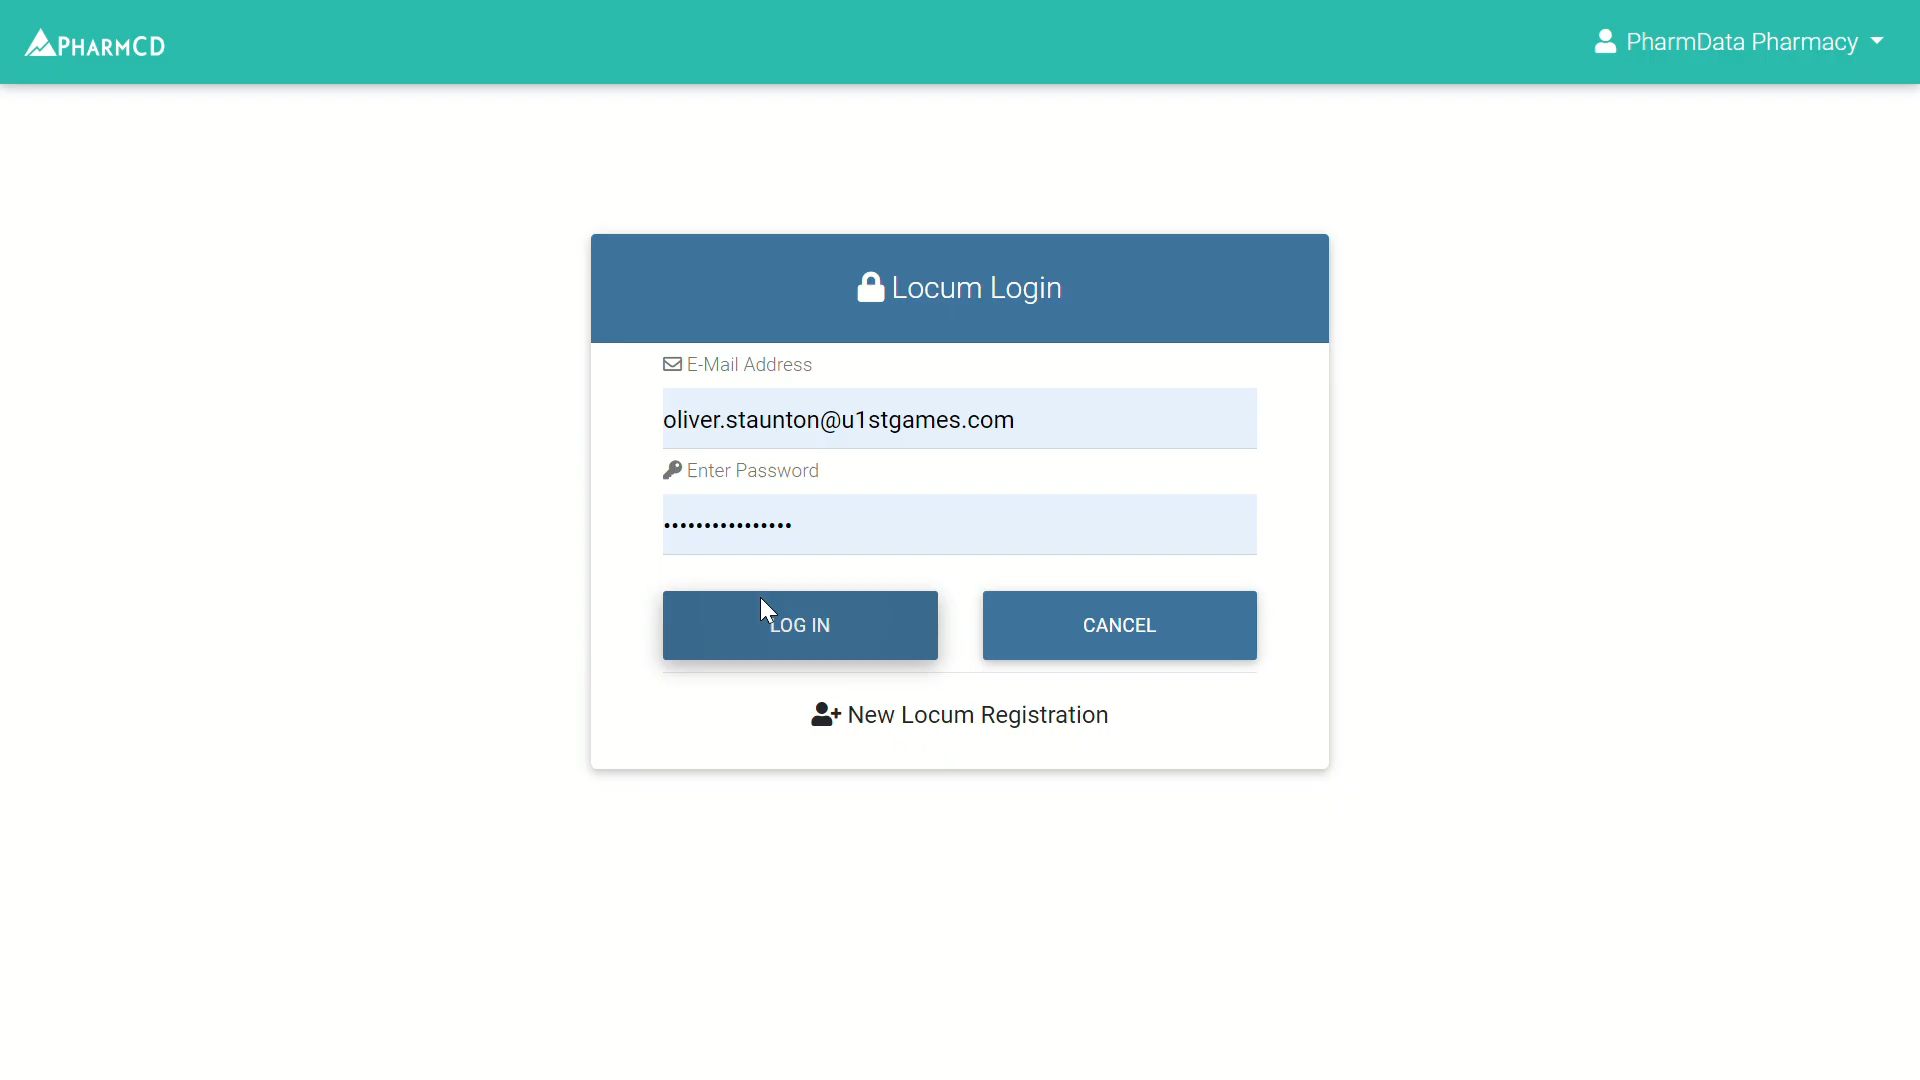 PHARMCD
PharmData Pharmacy
Locum Login
E-Mail Address
oliver.staunton@u1stgames.com
Enter Password
••••••••••••••••
LOG IN
CANCEL
New Locum Registration